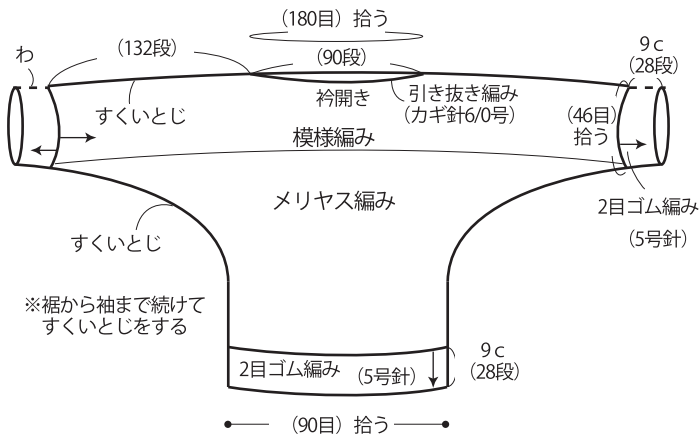 (180目)拾う
(132段)
(90段)
9c
(28段)
わ
すくいとじ
衿開き
引き抜き編み
(カギ針6/0号)
(46目)
拾う
模様編み
メリヤス編み
2目ゴム編み
(5号針)
すくいとじ
※裾から袖まで続けて
すくいとじをする
2目ゴム編み (5号針)
9c
(28段)
(90目)拾う